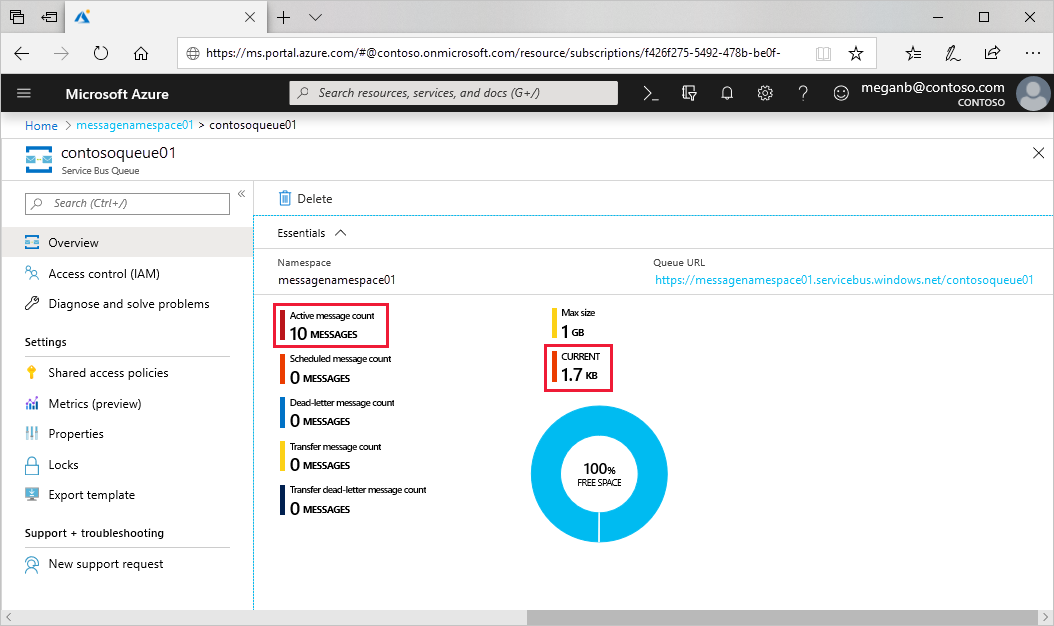 https://ms.portal.azure.com/#@contoso.onmicrosoft.com/resource/subscriptions/f426f275-5492-478b-be0f-
Microsoft Azure
Search resources, services, and docs (G+/)
meganb@contoso.com
CONTOSO
Home > messagenamespace01 > contosoqueue01
contosoqueue01
Service Bus Queue
Search (Ctrl+/)
Overview
Access control (IAM)
Diagnose and solve problems
Settings
Shared access policies
Metrics (preview)
Properties
Locks
Export template
Support + troubleshooting
New support request
Delete
Essentials
Namespace
messagenamespace01
Queue URL
https://messagenamespace01.servicebus.windows.net/contosoqueue01
Active message count
10 MESSAGES
Scheduled message count
0 MESSAGES
Dead-letter message count
0 MESSAGES
Transfer message count
0 MESSAGES
Transfer dead-letter message count
0 MESSAGES
Max size
1 GB
CURRENT
1.7 KB
100%
FREE SPACE